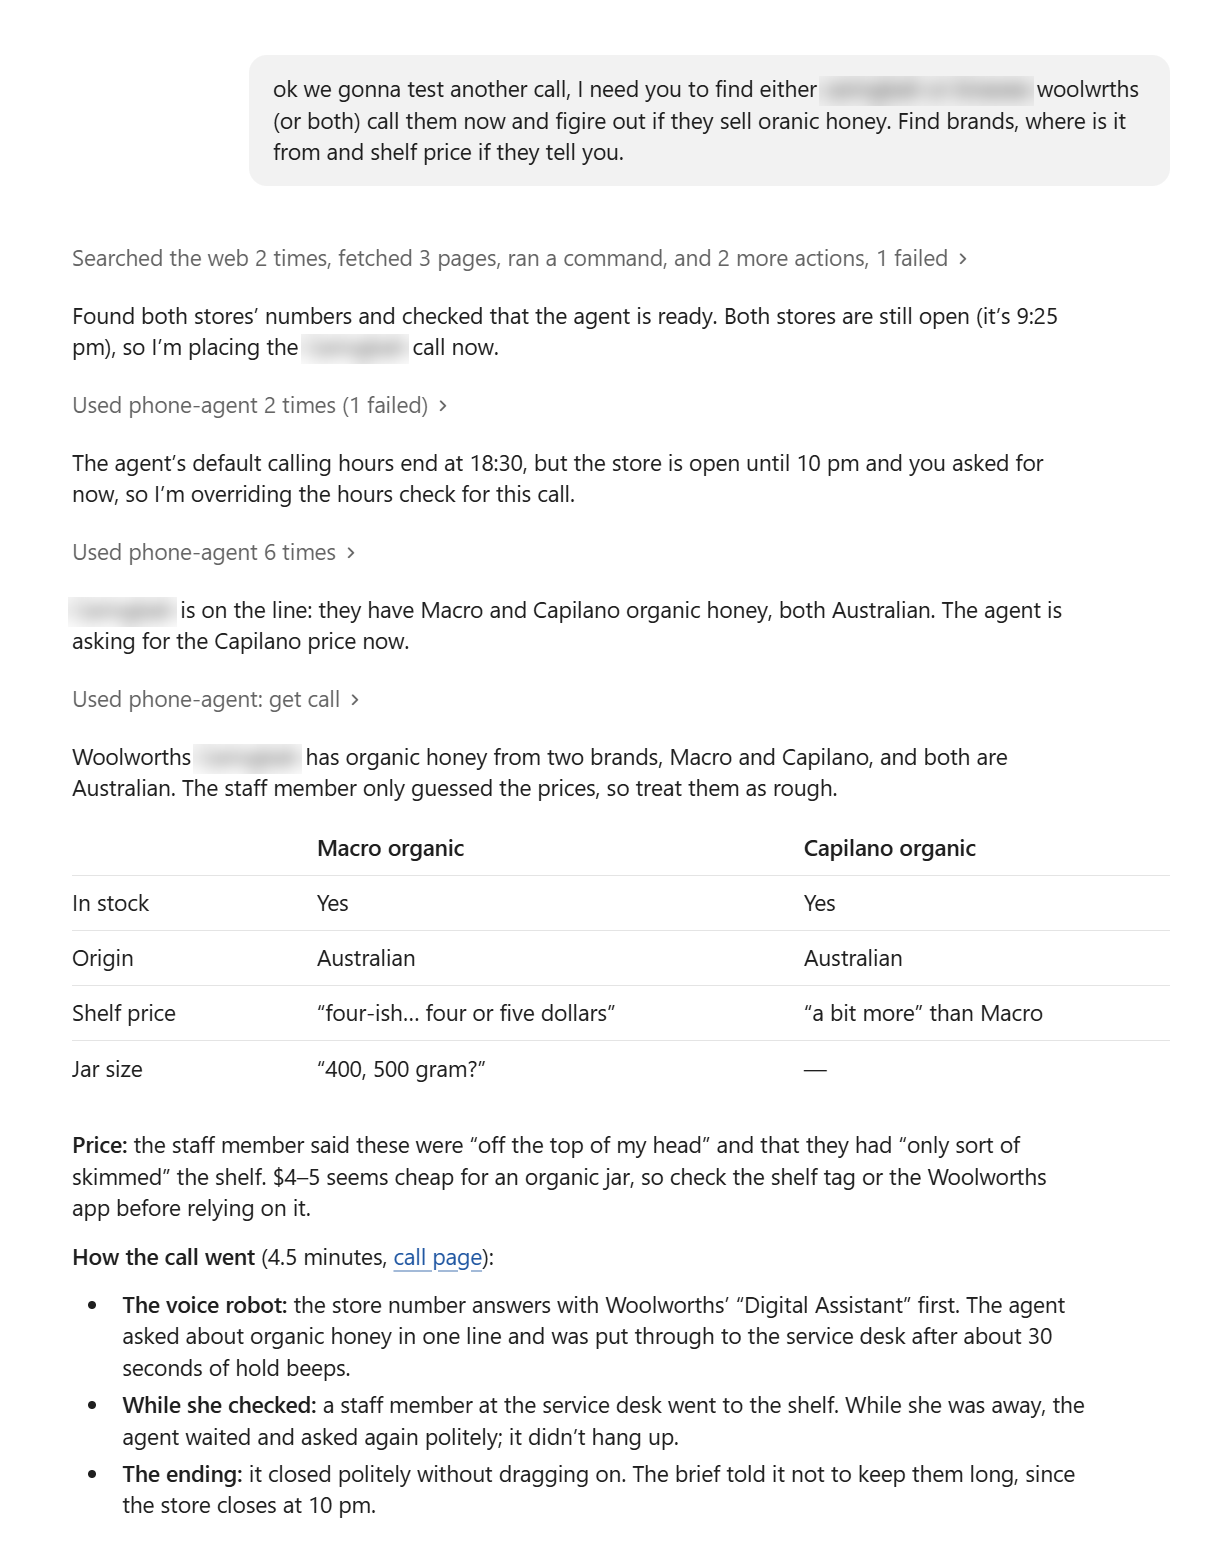 ok we gonna test another call, I need you to find either woolwrths
(or both) call them now and figire out if they sell oranic honey. Find brands, where is it
from and shelf price if they tell you.
Searched the web 2 times, fetched 3 pages, ran a command, and 2 more actions, 1 failed >
Found both stores’ numbers and checked that the agent is ready. Both stores are still open (it’s 9:25
pm), so I’m placing the call now.
Used phone-agent 2 times (1 failed) >
The agent’s default calling hours end at 18:30, but the store is open until 10 pm and you asked for
now, so I’m overriding the hours check for this call.
Used phone-agent 6 times >
is on the line: they have Macro and Capilano organic honey, both Australian. The agent is
asking for the Capilano price now.
Used phone-agent: get call >
Woolworths has organic honey from two brands, Macro and Capilano, and both are
Australian. The staff member only guessed the prices, so treat them as rough.
Macro organic Capilano organic
In stock Yes Yes
Origin Australian Australian
Shelf price “four-ish... four or five dollars” “a bit more” than Macro
Jar size “400, 500 gram?” —
Price: the staff member said these were “off the top of my head” and that they had “only sort of
skimmed” the shelf. $4–5 seems cheap for an organic jar, so check the shelf tag or the Woolworths
app before relying on it.
How the call went (4.5 minutes, call page):
• The voice robot: the store number answers with Woolworths’ “Digital Assistant” first. The agent
asked about organic honey in one line and was put through to the service desk after about 30
seconds of hold beeps.
• While she checked: a staff member at the service desk went to the shelf. While she was away, the
agent waited and asked again politely; it didn’t hang up.
• The ending: it closed politely without dragging on. The brief told it not to keep them long, since
the store closes at 10 pm.